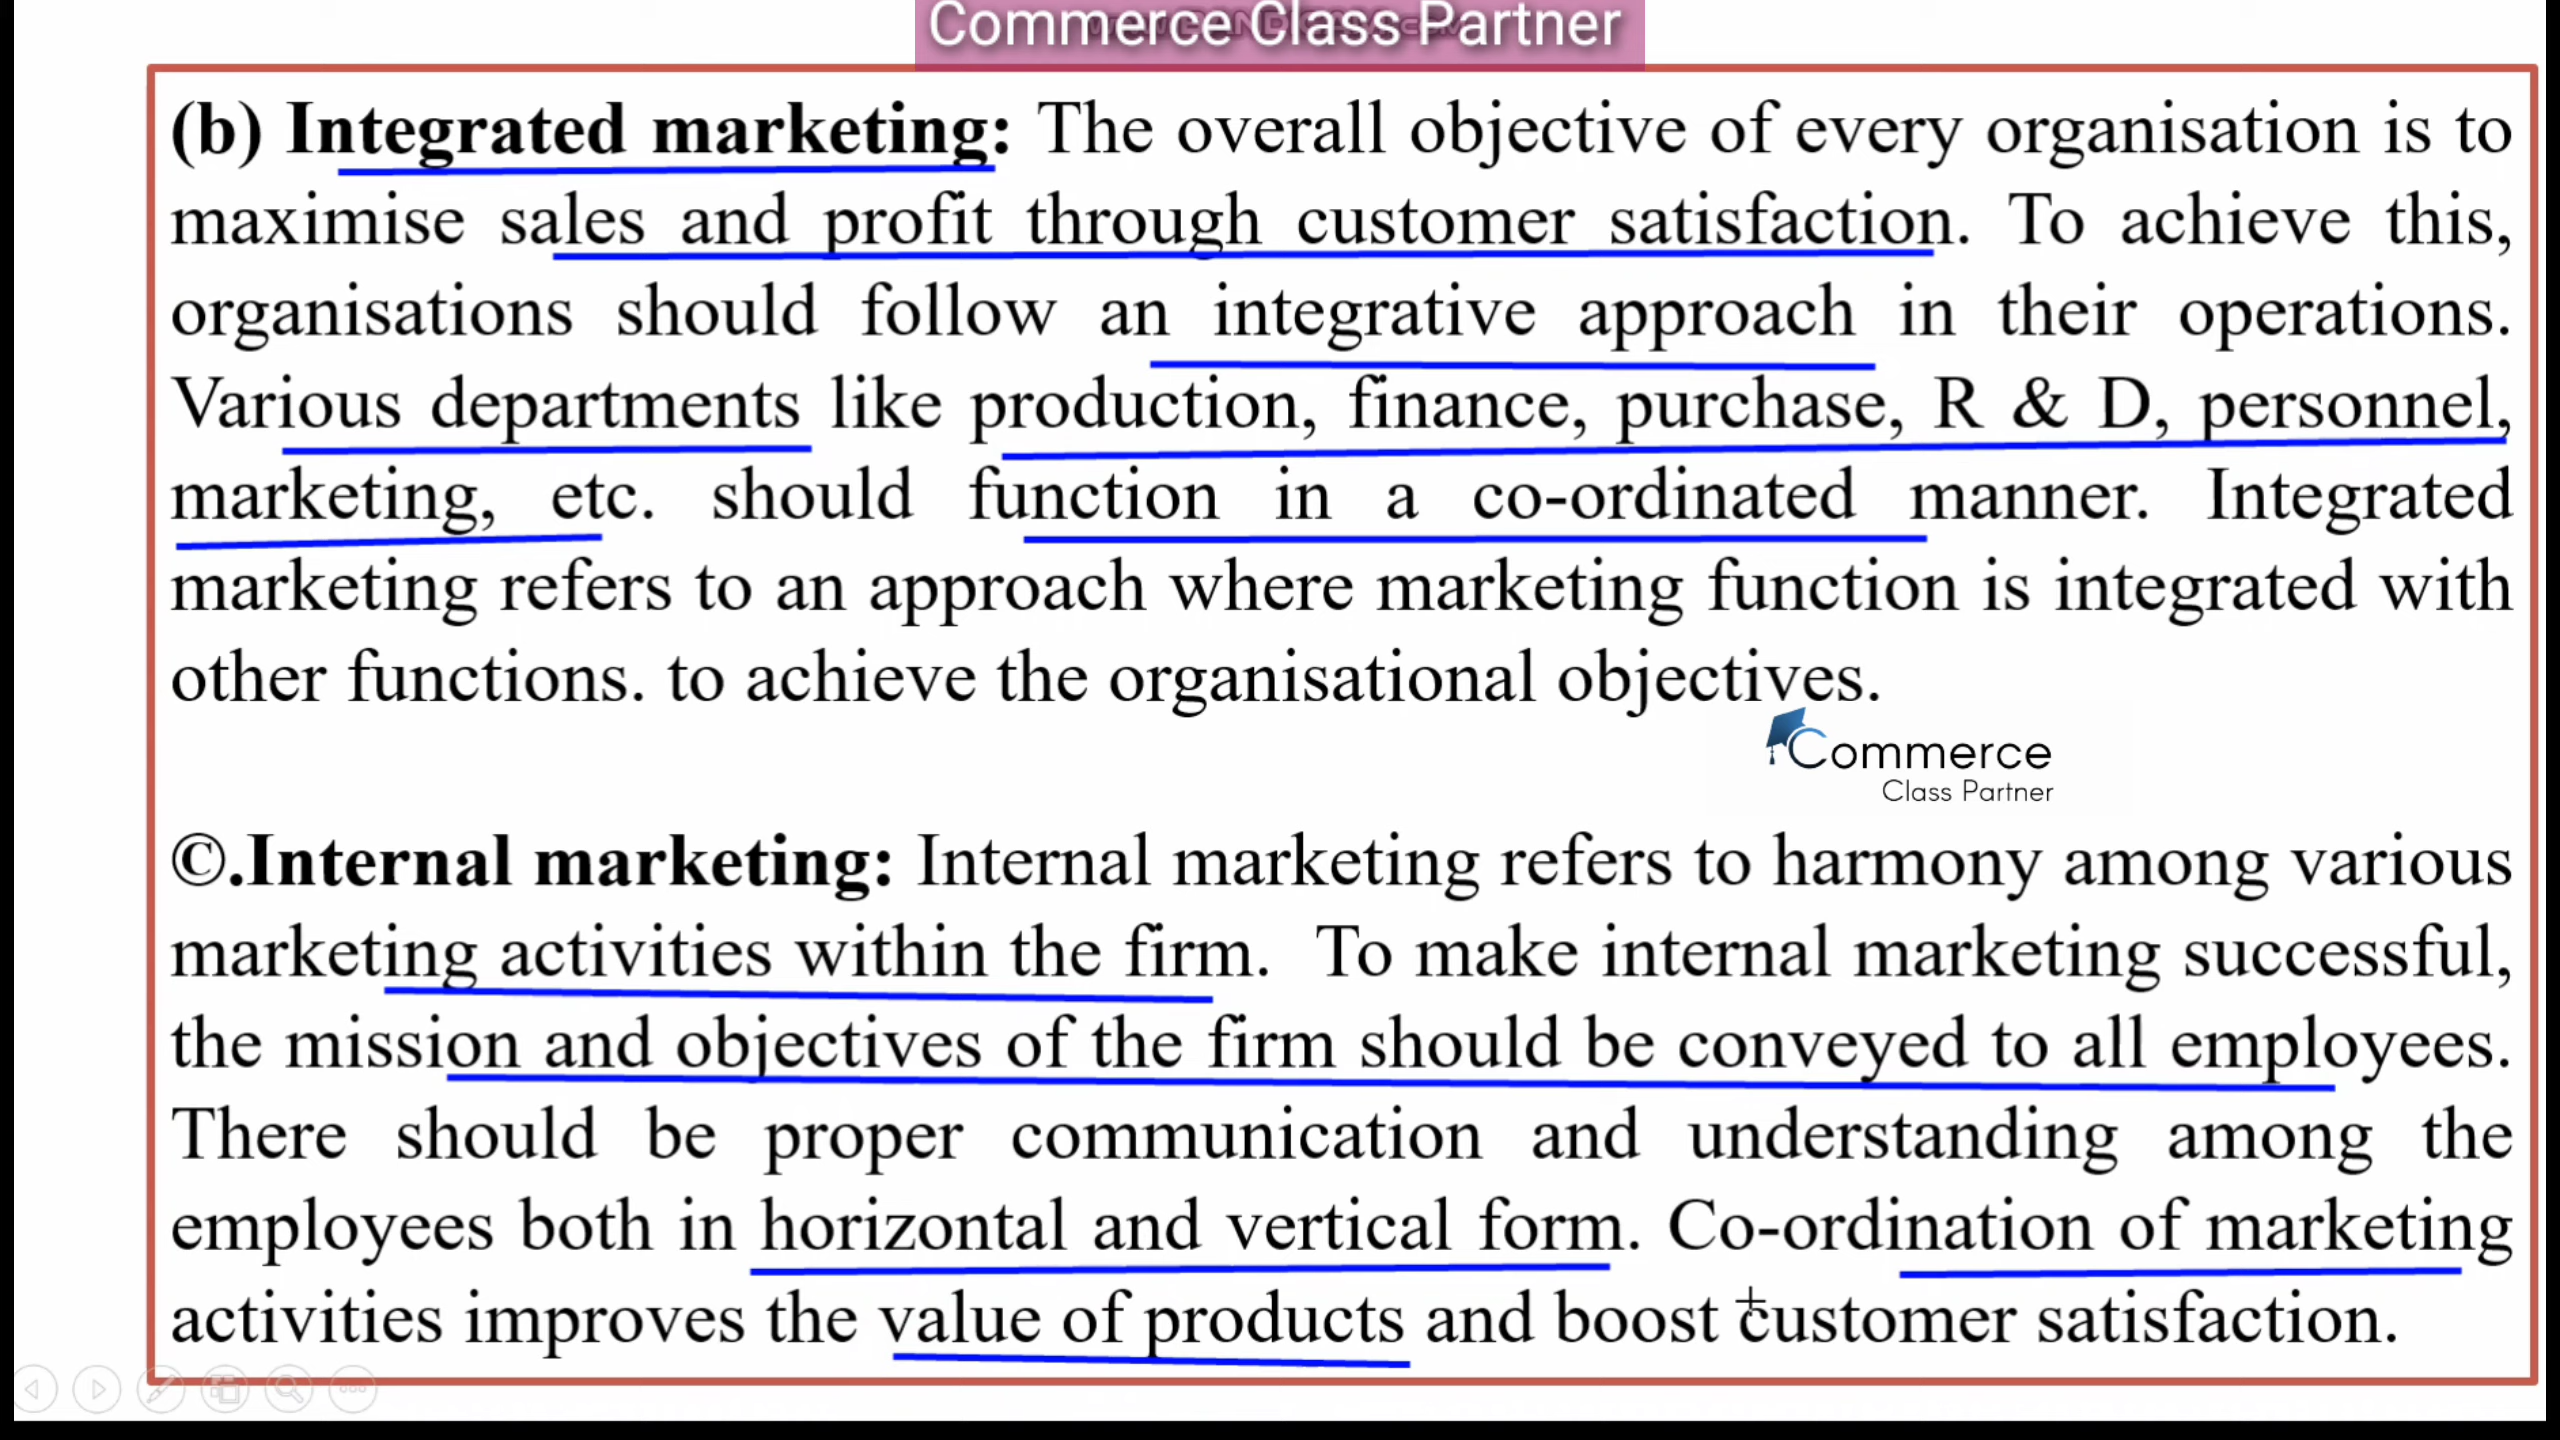 Commerce Class Partner
(b) Integrated marketing: The overall objective of every organisation is to
maximise sales and profit through customer satisfaction. To achieve this,
organisations should follow an integrative approach in their operations.
Various departments like production, finance, purchase, R & D, personnel,
marketing, etc. should function in a co-ordinated manner. Integrated
marketing refers to an approach where marketing function is integrated with
other functions. to achieve the organisational objectives.
Commerce
Class Partner
©.Internal marketing: Internal marketing refers to harmony among various
marketing activities within the firm. To make internal marketing successful,
the mission and objectives of the firm should be conveyed to all employees.
There should be proper communication and understanding among the
employees both in horizontal and vertical form. Co-ordination of marketing
activities improves the value of products and boost customer satisfaction.